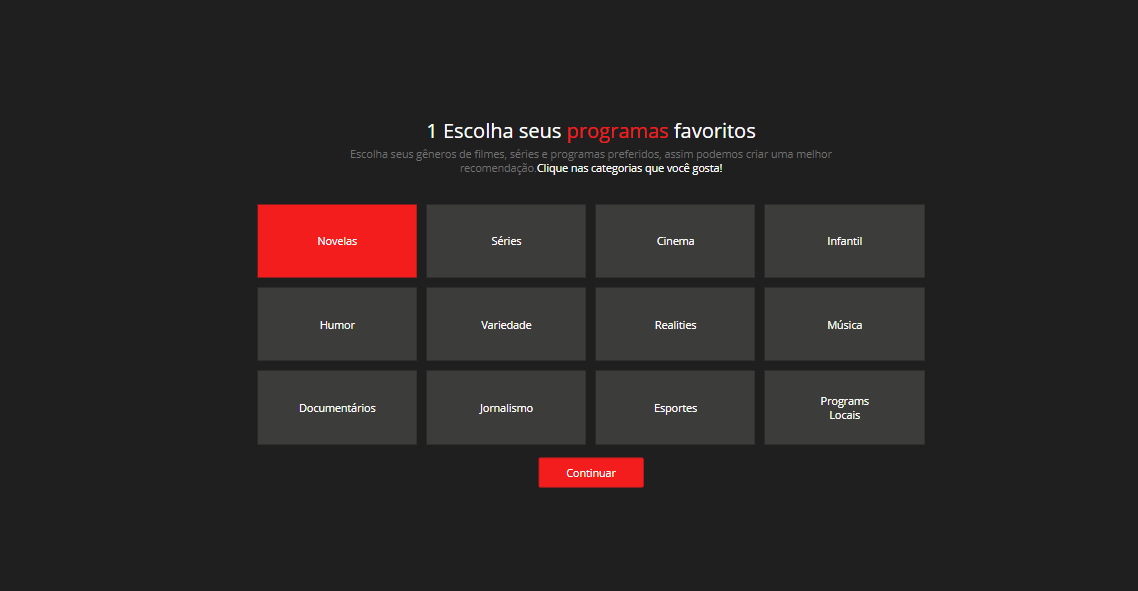 1 Escolha seus programas favoritos
Escolha seus gêneros de filmes, séries e programas preferidos, assim podemos criar uma melhor
recomendação.Clique nas categorias que você gosta!
Novelas
Séries
Cinema
Infantil
Humor
Variedade
Realities
Música
Documentários
Jornalismo
Esportes
Programs
Locais
Continuar